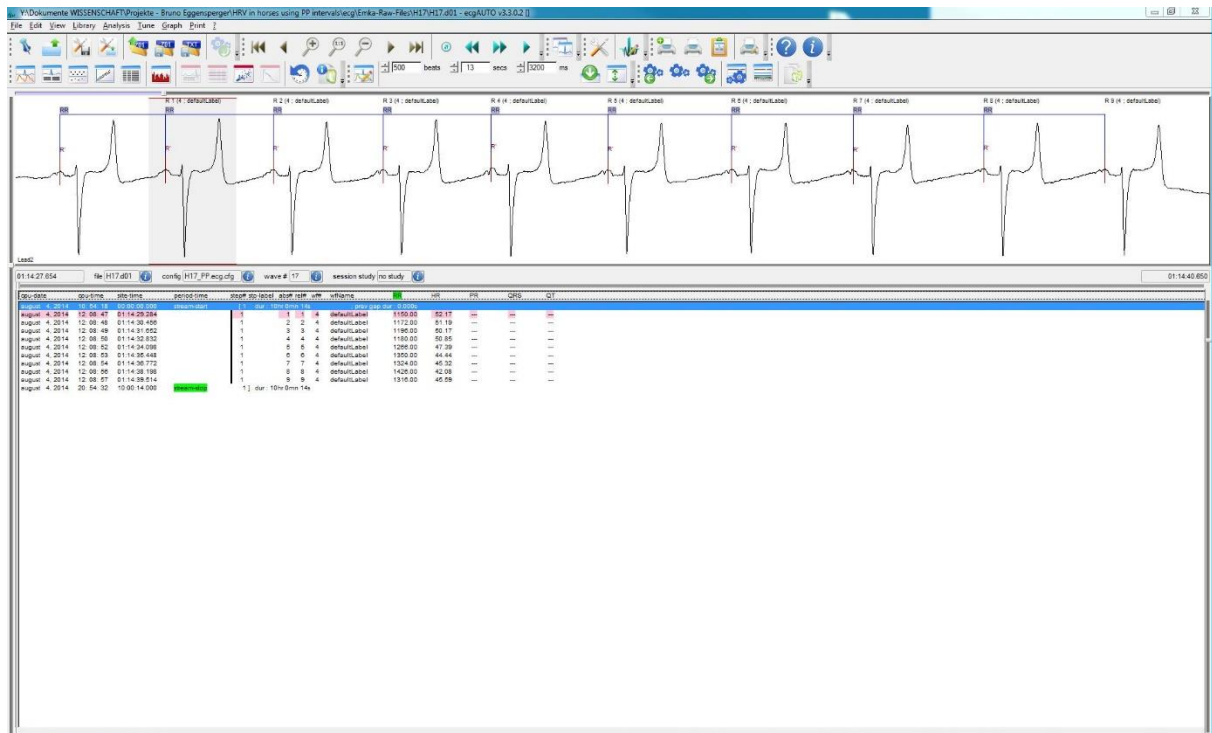 Y:\Dokumente WISSENSCHAFT\Projekte - Bruno Eggensperger\HRV in horses using PP intervals\ecg\Emka-Raw-Files\H17\H17.d01 - ecgAUTO v3.3.0.2 []
File Edit View Library Analysis Tune Graph Print ?
500 beats 13 secs 3200 ms
R 1 (4 ; defaultLabel) R 2 (4 ; defaultLabel) R 3 (4 ; defaultLabel) R 4 (4 ; defaultLabel) R 5 (4 ; defaultLabel) R 6 (4 ; defaultLabel) R 7 (4 ; defaultLabel) R 8 (4 ; defaultLabel) R 9 (4 ; defaultLabel)
RR RR RR RR RR RR RR RR RR
R' R' R' R' R' R' R' R'
Lead2
01:14:27.654 file H17.d01 config H17_PP.ecg.cfg wave # 17 session study no study 01:14:40.650
cpu-date cpu-time site-time period-time step# stp-label abs# rel# wf# wfName RR HR PR QRS QT
august 4, 2014 10: 54: 18 00:00:00.000 stream-start [ 1 dur : 10hr 0mn 14s prev gap dur : 0.000s
august 4, 2014 12: 08: 47 01:14:29.284 1 1 1 4 defaultLabel 1150.00 52.17 --- --- ---
august 4, 2014 12: 08: 48 01:14:30.456 1 2 2 4 defaultLabel 1172.00 51.19 --- --- ---
august 4, 2014 12: 08: 49 01:14:31.652 1 3 3 4 defaultLabel 1196.00 50.17 --- --- ---
august 4, 2014 12: 08: 50 01:14:32.832 1 4 4 4 defaultLabel 1180.00 50.85 --- --- ---
august 4, 2014 12: 08: 52 01:14:34.098 1 5 5 4 defaultLabel 1266.00 47.39 --- --- ---
august 4, 2014 12: 08: 53 01:14:35.448 1 6 6 4 defaultLabel 1350.00 44.44 --- --- ---
august 4, 2014 12: 08: 54 01:14:36.772 1 7 7 4 defaultLabel 1324.00 45.32 --- --- ---
august 4, 2014 12: 08: 56 01:14:38.198 1 8 8 4 defaultLabel 1426.00 42.08 --- --- ---
august 4, 2014 12: 08: 57 01:14:39.514 1 9 9 4 defaultLabel 1316.00 45.59 --- --- ---
august 4, 2014 20: 54: 32 10:00:14.000 stream-stop 1 ] dur : 10hr 0mn 14s